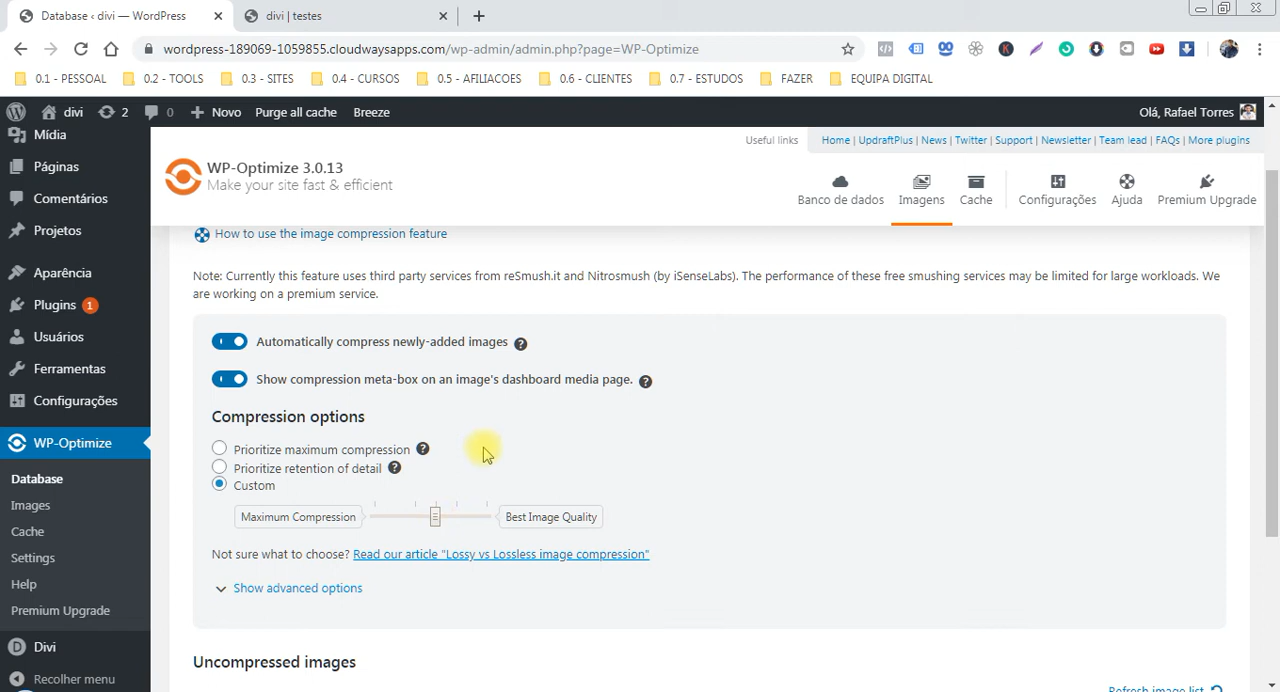 Database ‹ divi — WordPress
divi | testes
wordpress-189069-1059855.cloudwaysapps.com/wp-admin/admin.php?page=WP-Optimize
0.1 - PESSOAL
0.2 - TOOLS
0.3 - SITES
0.4 - CURSOS
0.5 - AFILIACOES
0.6 - CLIENTES
0.7 - ESTUDOS
FAZER
EQUIPA DIGITAL
divi
2
0
Novo
Purge all cache
Breeze
Olá, Rafael Torres
Mídia
Páginas
Comentários
Projetos
Aparência
Plugins 1
Usuários
Ferramentas
Configurações
WP-Optimize
Database
Images
Cache
Settings
Help
Premium Upgrade
Divi
Recolher menu
Useful links
Home | UpdraftPlus | News | Twitter | Support | Newsletter | Team lead | FAQs | More plugins
WP-Optimize 3.0.13
Make your site fast & efficient
Banco de dados
Imagens
Cache
Configurações
Ajuda
Premium Upgrade
How to use the image compression feature
Note: Currently this feature uses third party services from reSmush.it and Nitrosmush (by iSenseLabs). The performance of these free smushing services may be limited for large workloads. We
are working on a premium service.
Automatically compress newly-added images
Show compression meta-box on an image's dashboard media page.
Compression options
Prioritize maximum compression
Prioritize retention of detail
Custom
Maximum Compression
Best Image Quality
Not sure what to choose? Read our article "Lossy vs Lossless image compression"
Show advanced options
Uncompressed images
Refresh image list